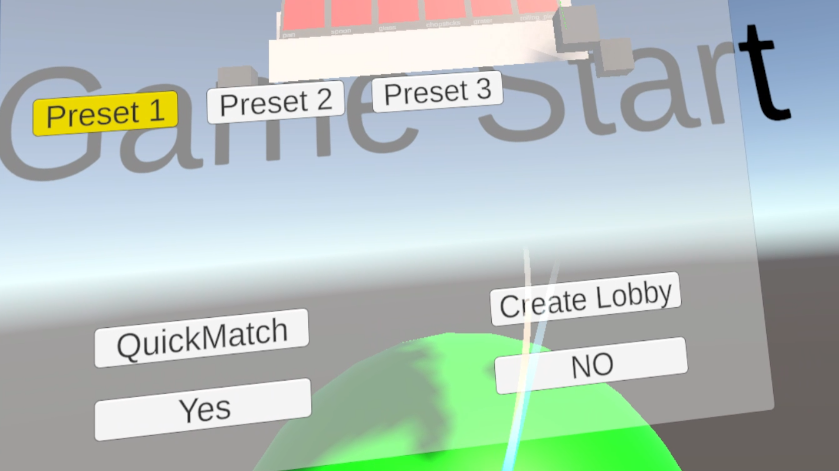 Game Start
Preset 1
Preset 2
Preset 3
QuickMatch
Create Lobby
Yes
NO